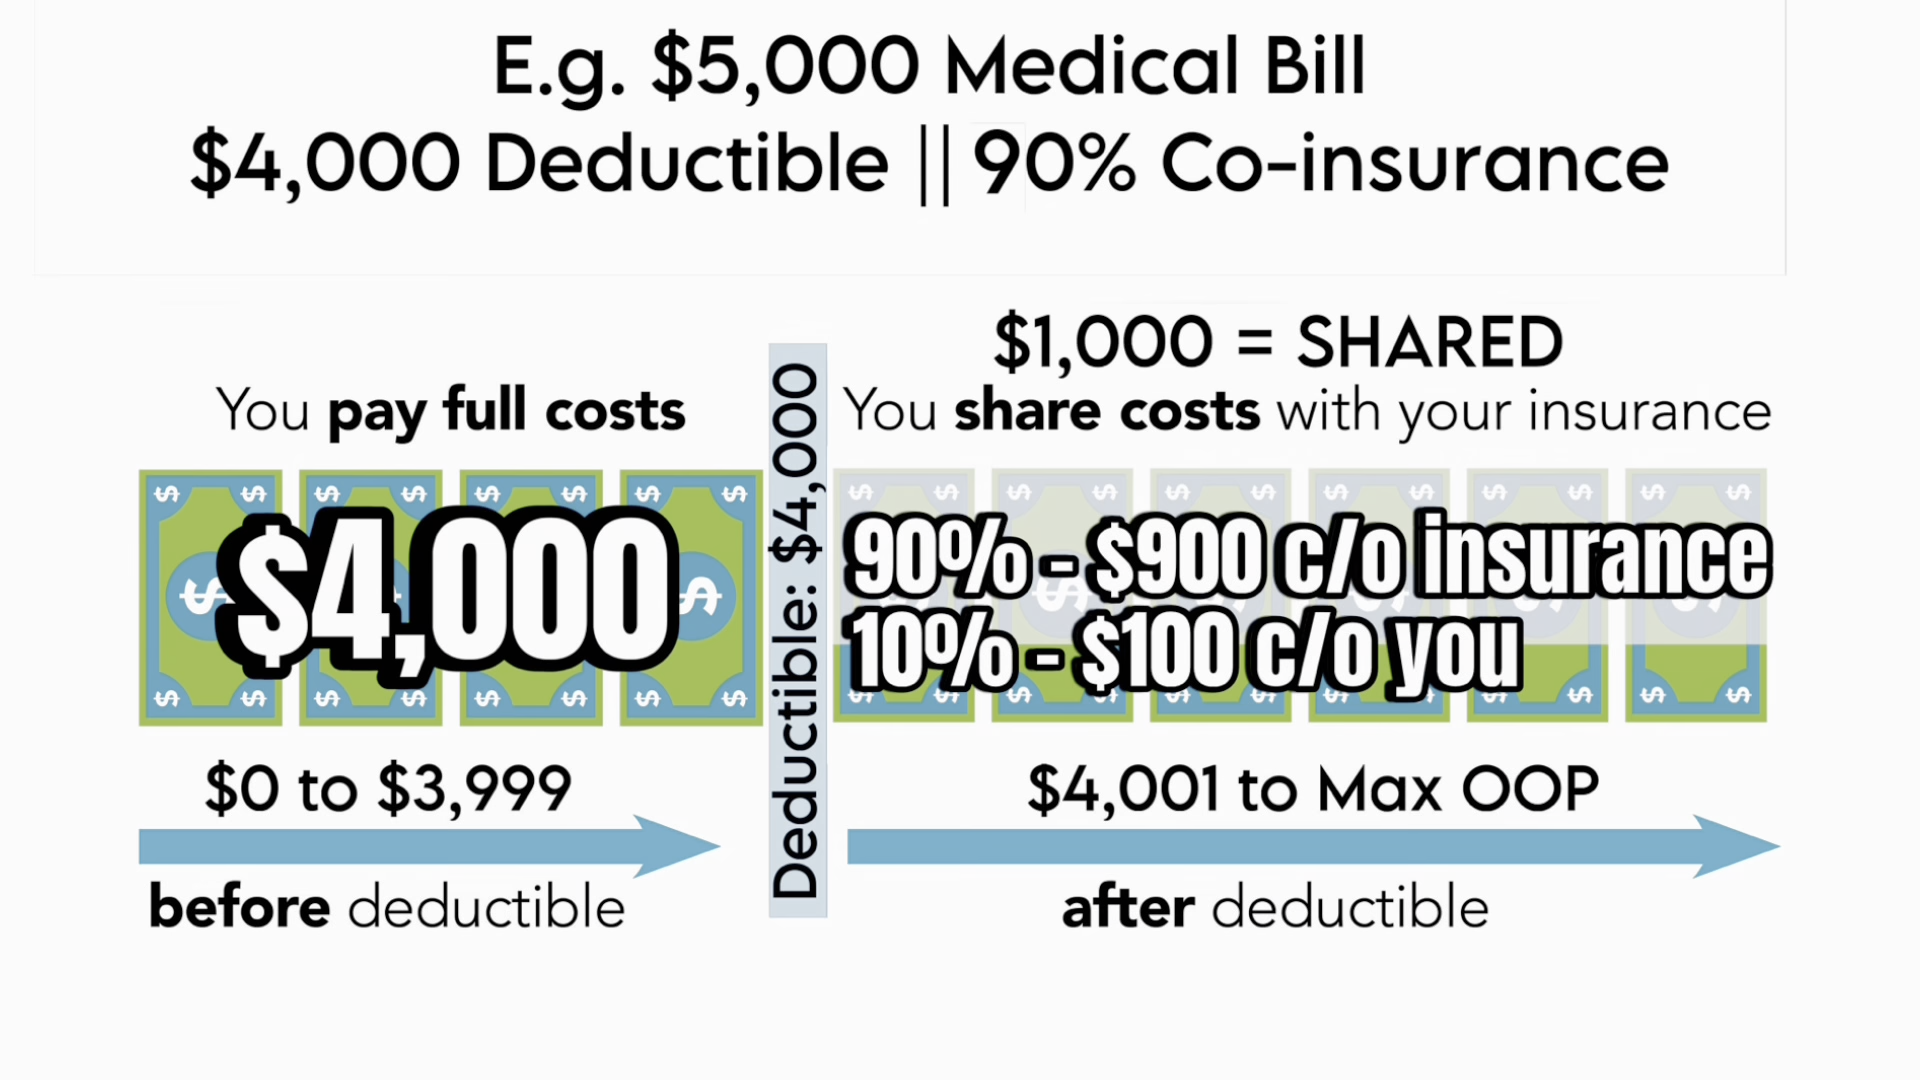 E.g. $5,000 Medical Bill
$4,000 Deductible || 90% Co-insurance
You pay full costs
$4,000
$0 to $3,999
before deductible
Deductible: $4,000
$1,000 = SHARED
You share costs with your insurance
90% - $900 c/o insurance
10% - $100 c/o you
$4,001 to Max OOP
after deductible